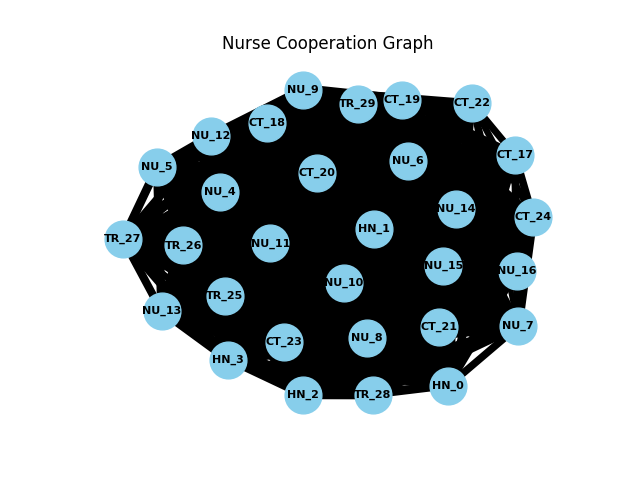 Nurse Cooperation Graph
NU_9
TR_29
CT_19
CT_22
CT_18
NU_12
CT_17
NU_5
CT_20
NU_6
NU_4
NU_14
CT_24
HN_1
TR_27
TR_26
NU_11
NU_15
NU_16
NU_10
TR_25
NU_13
CT_21
NU_7
CT_23
NU_8
HN_3
HN_0
HN_2
TR_28